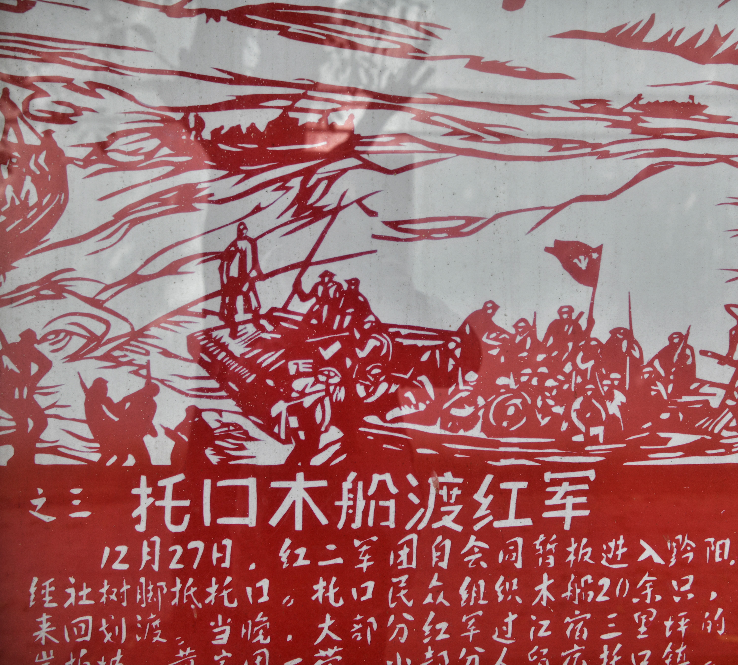 之三 托口木船渡红军
12月27日，红二军团自会同暂板进入黔阳，
经社树脚抵托口。托口民众组织木船20余只，
来回划渡。当晚，大部分红军过江宿三里坪的